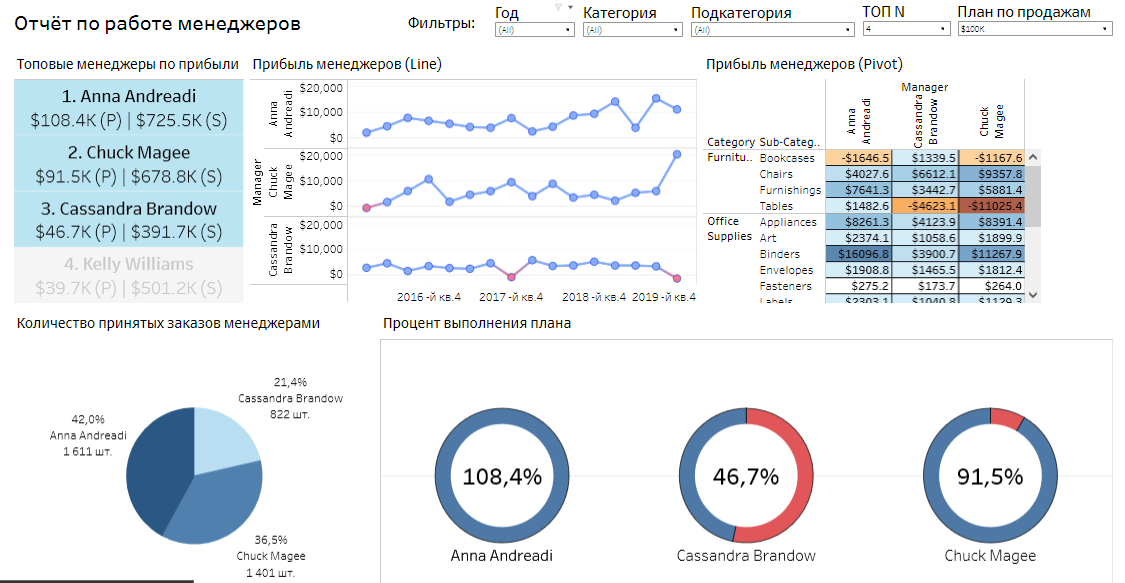 Отчёт по работе менеджеров
Фильтры:
Год
(All)
Категория
(All)
Подкатегория
(All)
ТОП N
4
План по продажам
$100K
Топовые менеджеры по прибыли
1. Anna Andreadi
$108.4K (P) | $725.5K (S)
2. Chuck Magee
$91.5K (P) | $678.8K (S)
3. Cassandra Brandow
$46.7K (P) | $391.7K (S)
4. Kelly Williams
$39.7K (P) | $501.2K (S)
Прибыль менеджеров (Line)
Manager
Anna
Andreadi
$20,000
$10,000
$0
Chuck
Magee
$20,000
$10,000
$0
Cassandra
Brandow
$20,000
$10,000
$0
2016 -й кв.4 2017 -й кв.4 2018 -й кв.4 2019 -й кв.4
Прибыль менеджеров (Pivot)
Manager
Anna
Andreadi
Cassandra
Brandow
Chuck
Magee
Category Sub-Categ..
Furnitu.. Bookcases -$1646.5 $1339.5 -$1167.6
Chairs $4027.6 $6612.1 $9357.8
Furnishings $7641.3 $3442.7 $5881.4
Tables $1482.6 -$4623.1 -$11025.4
Office
Supplies
Appliances $8261.3 $4123.9 $8391.4
Art $2374.1 $1058.6 $1899.9
Binders $16096.8 $3900.7 $11267.9
Envelopes $1908.8 $1465.5 $1812.4
Fasteners $275.2 $173.7 $264.0
Labels $2303.1 $1040.8 $1129.3
Количество принятых заказов менеджерами
21,4%
Cassandra Brandow
822 шт.
42,0%
Anna Andreadi
1 611 шт.
36,5%
Chuck Magee
1 401 шт.
Процент выполнения плана
108,4%
Anna Andreadi
46,7%
Cassandra Brandow
91,5%
Chuck Magee